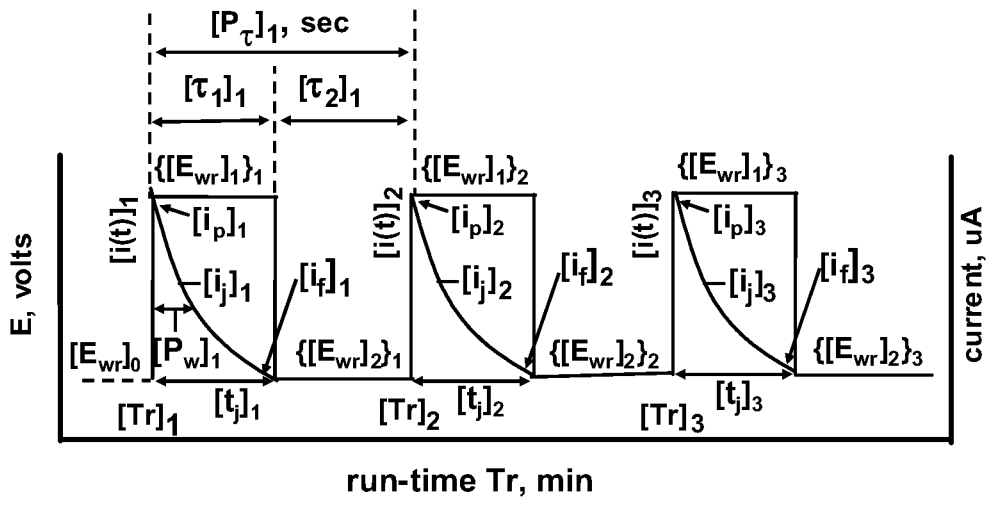 [Pτ]1, sec
[τ1]1 [τ2]1
{[Ewr]1}1 {[Ewr]1}2 {[Ewr]1}3
[i(t)]1 [i(t)]2 [i(t)]3
[ip]1 [ip]2 [ip]3
[ij]1 [if]1 [ij]2 [if]2 [ij]3 [if]3
E, volts
current, uA
[Ewr]0 [Pw]1 {[Ewr]2}1 {[Ewr]2}2 {[Ewr]2}3
[tj]1 [tj]2 [tj]3
[Tr]1 [Tr]2 [Tr]3
run-time Tr, min